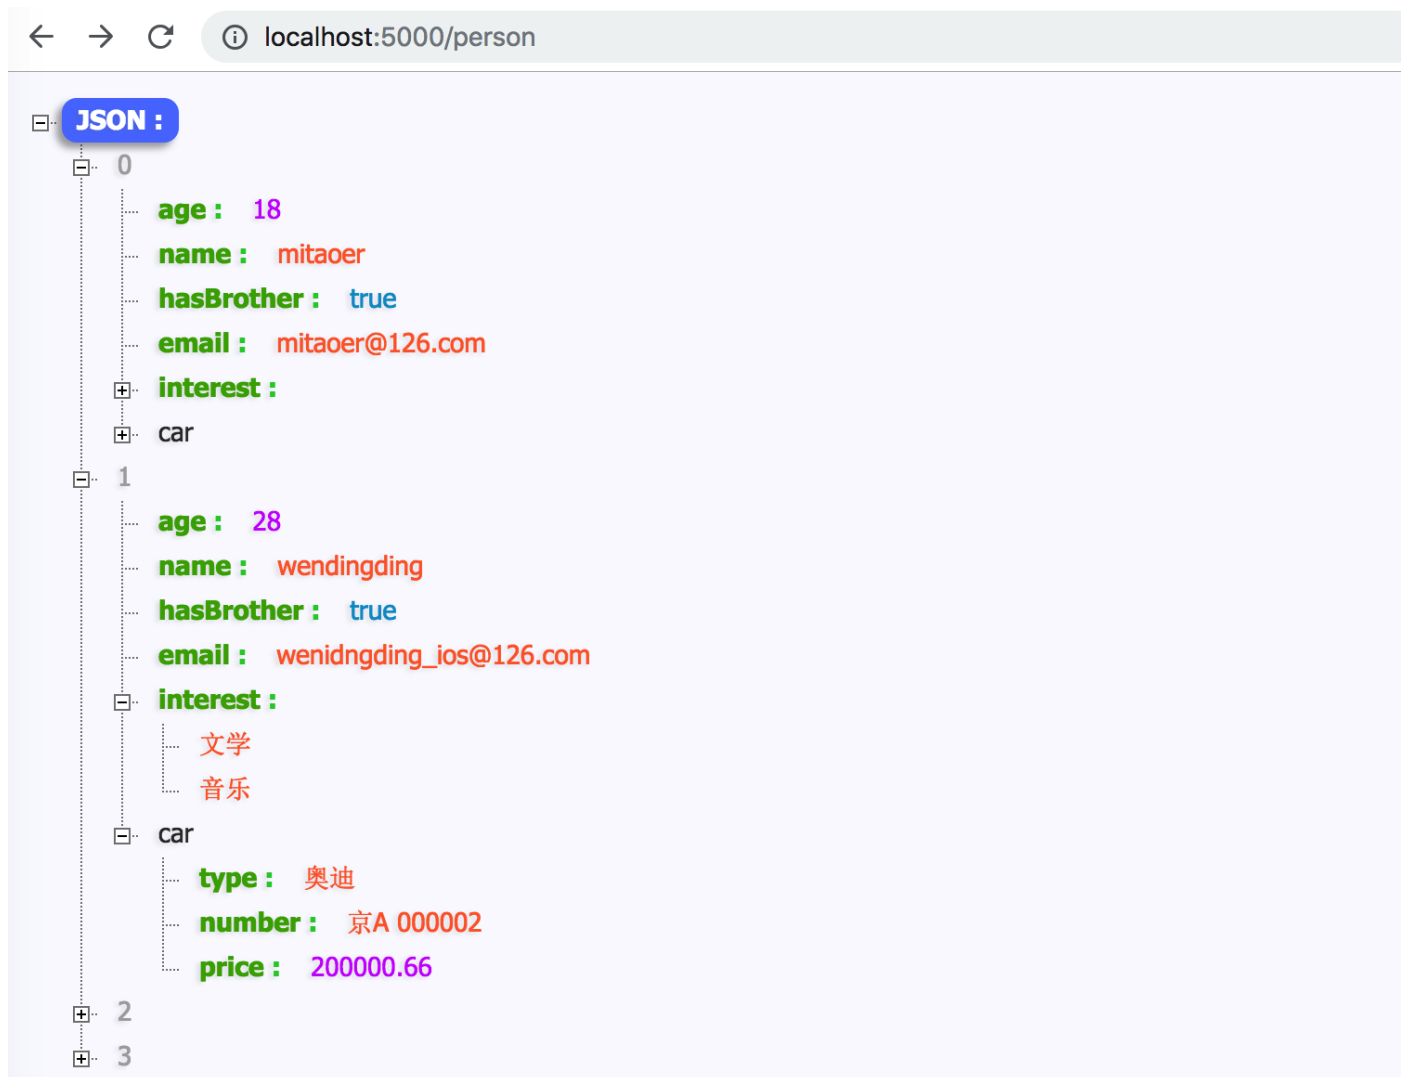 localhost:5000/person
JSON :
0
age : 18
name : mitaoer
hasBrother : true
email : mitaoer@126.com
interest :
car
1
age : 28
name : wendingding
hasBrother : true
email : wenidngding_ios@126.com
interest :
文学
音乐
car
type : 奥迪
number : 京A 000002
price : 200000.66
2
3